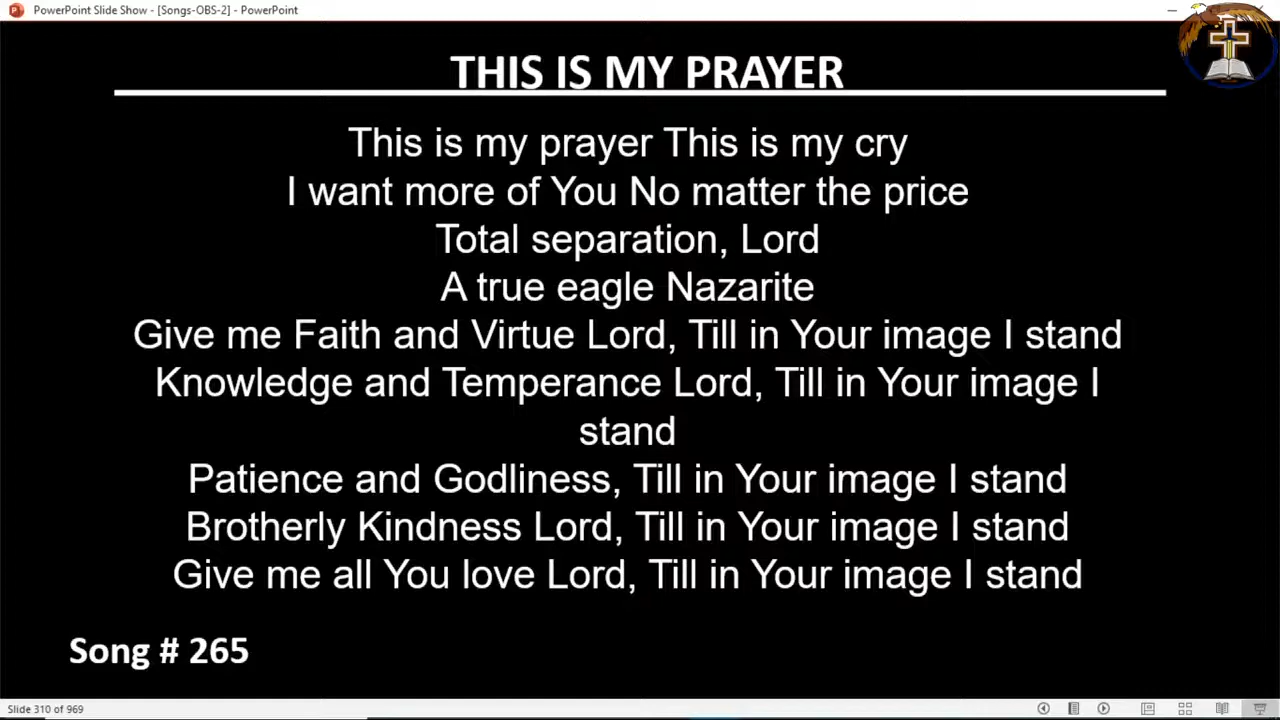 PowerPoint Slide Show - [Songs-OBS-2] - PowerPoint
THIS IS MY PRAYER
This is my prayer This is my cry
I want more of You No matter the price
Total separation, Lord
A true eagle Nazarite
Give me Faith and Virtue Lord, Till in Your image I stand
Knowledge and Temperance Lord, Till in Your image I
stand
Patience and Godliness, Till in Your image I stand
Brotherly Kindness Lord, Till in Your image I stand
Give me all You love Lord, Till in Your image I stand
Song # 265
Slide 310 of 969